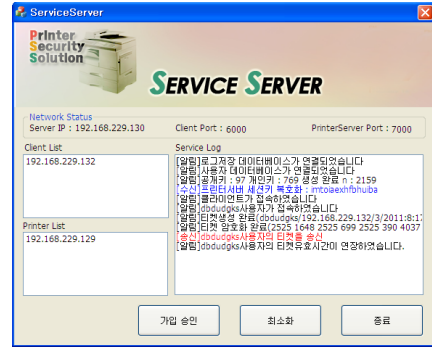 ServiceServer
Printer
Security
Solution
SERVICE SERVER
Network Status
Server IP : 192.168.229.130
Client Port : 6000
PrinterServer Port : 7000
Client List
192.168.229.132
Printer List
192.168.229.129
Service Log
[알림]로그저장 데이터베이스가 연결되었습니다
[알림]사용자 데이터베이스가 연결되었습니다
[알림]공개키 : 97 개인키 : 769 생성 완료 n : 2159
[수신]프린터서버 세션키 복호화 : imtoiaexhfbhuiba
[알림]클라이언트가 접속하였습니다
[알림]dbdudgks사용자가 접속하였습니다
[알림]티켓생성 완료(dbdudgks/192.168.229.132/3/2011:8:1
[알림]티켓 암호화 완료(2525 1648 2525 699 2525 390 4037
[송신]dbdudgks사용자의 티켓을 송신
[알림]dbdudgks사용자의 티켓유효시간이 연장하였습니다.
가입 승인
최소화
종료